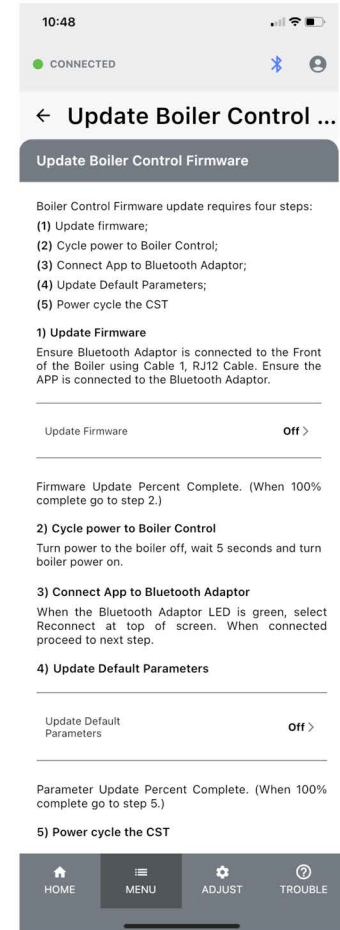 10:48
CONNECTED
← Update Boiler Control ...
Update Boiler Control Firmware
Boiler Control Firmware update requires four steps:
(1) Update firmware;
(2) Cycle power to Boiler Control;
(3) Connect App to Bluetooth Adaptor;
(4) Update Default Parameters;
(5) Power cycle the CST
1) Update Firmware
Ensure Bluetooth Adaptor is connected to the Front
of the Boiler using Cable 1, RJ12 Cable. Ensure the
APP is connected to the Bluetooth Adaptor.
Update Firmware Off >
Firmware Update Percent Complete. (When 100%
complete go to step 2.)
2) Cycle power to Boiler Control
Turn power to the boiler off, wait 5 seconds and turn
boiler power on.
3) Connect App to Bluetooth Adaptor
When the Bluetooth Adaptor LED is green, select
Reconnect at top of screen. When connected
proceed to next step.
4) Update Default Parameters
Update Default
Parameters Off >
Parameter Update Percent Complete. (When 100%
complete go to step 5.)
5) Power cycle the CST
HOME MENU ADJUST TROUBLE